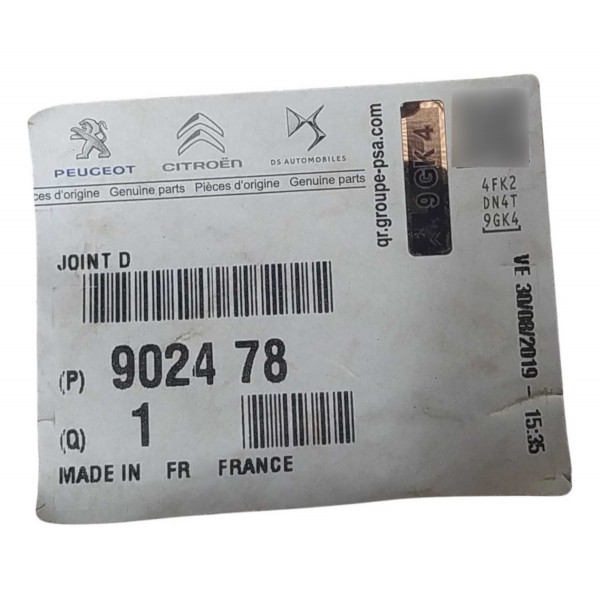 PEUGEOT
CITROËN
DS AUTOMOBILES
ces d'origine Genuine parts Pièces d'origine Genuine parts
qr.groupe-psa.com
9GK4
4FK2
DN4T
9GK4
JOINT D
(P) 9024 78
(Q) 1
MADE IN FR FRANCE
VE 30/08/2019 - 15:35